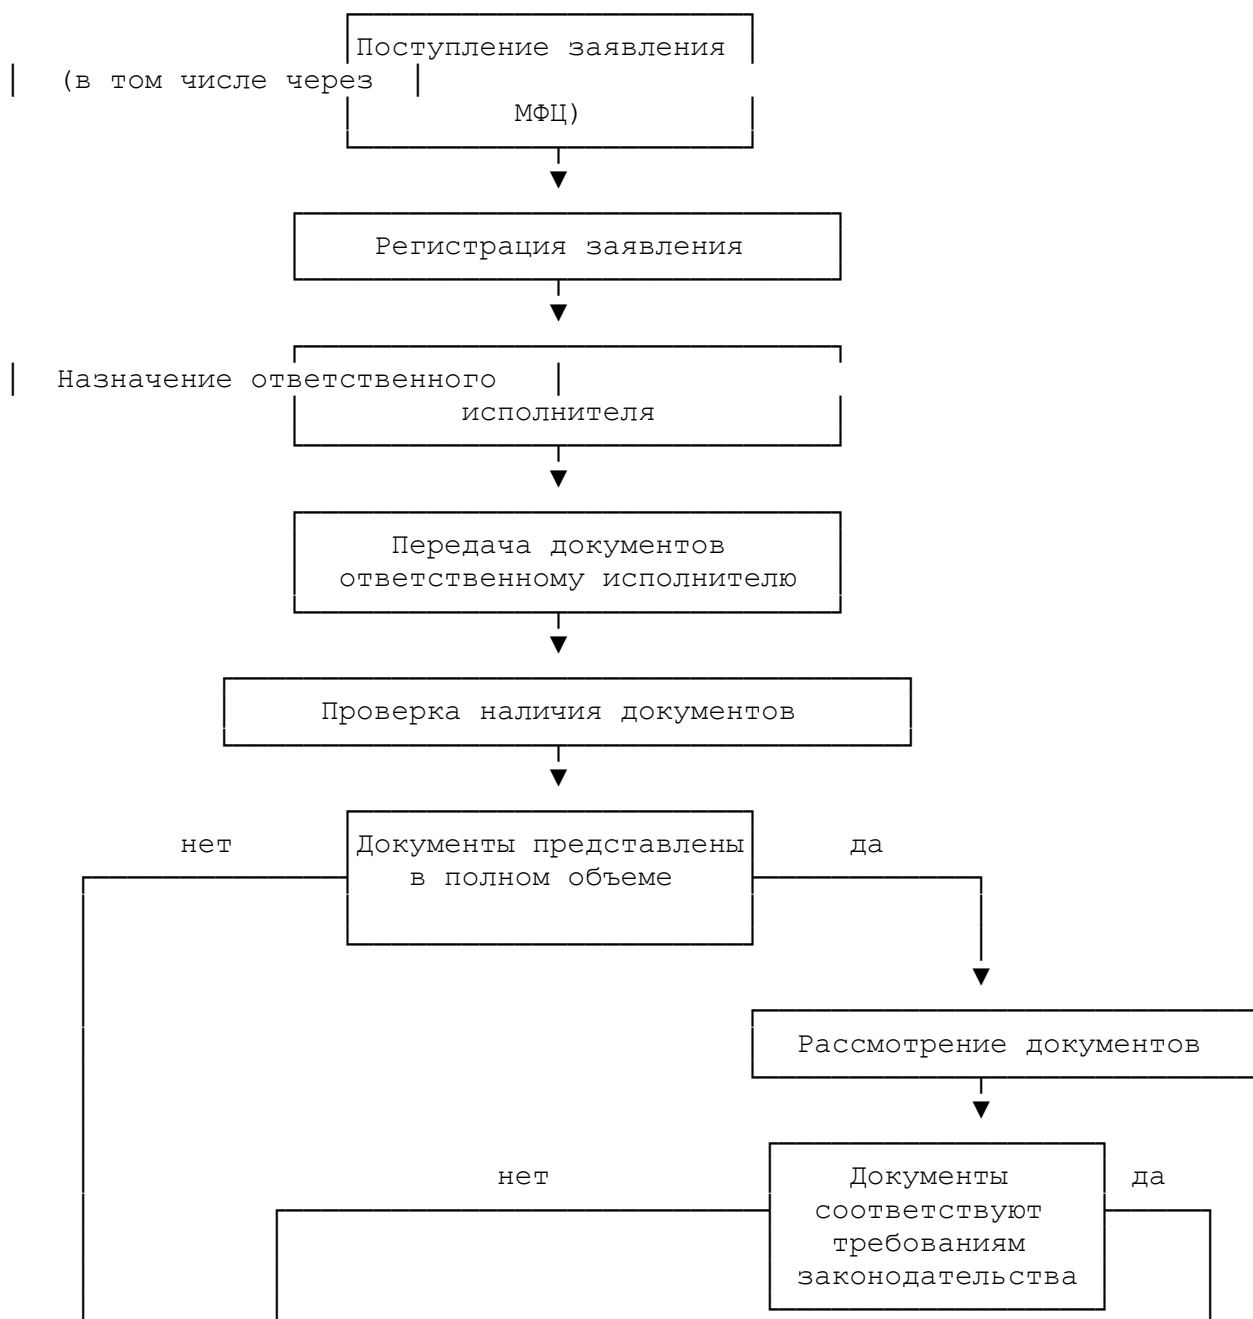 Поступление заявления
(в том числе через
МФЦ)
Регистрация заявления
Назначение ответственного
исполнителя
Передача документов
ответственному исполнителю
Проверка наличия документов
нет
Документы представлены
да
в полном объеме
Рассмотрение документов
нет
Документы
да
соответствуют
требованиям
законодательства